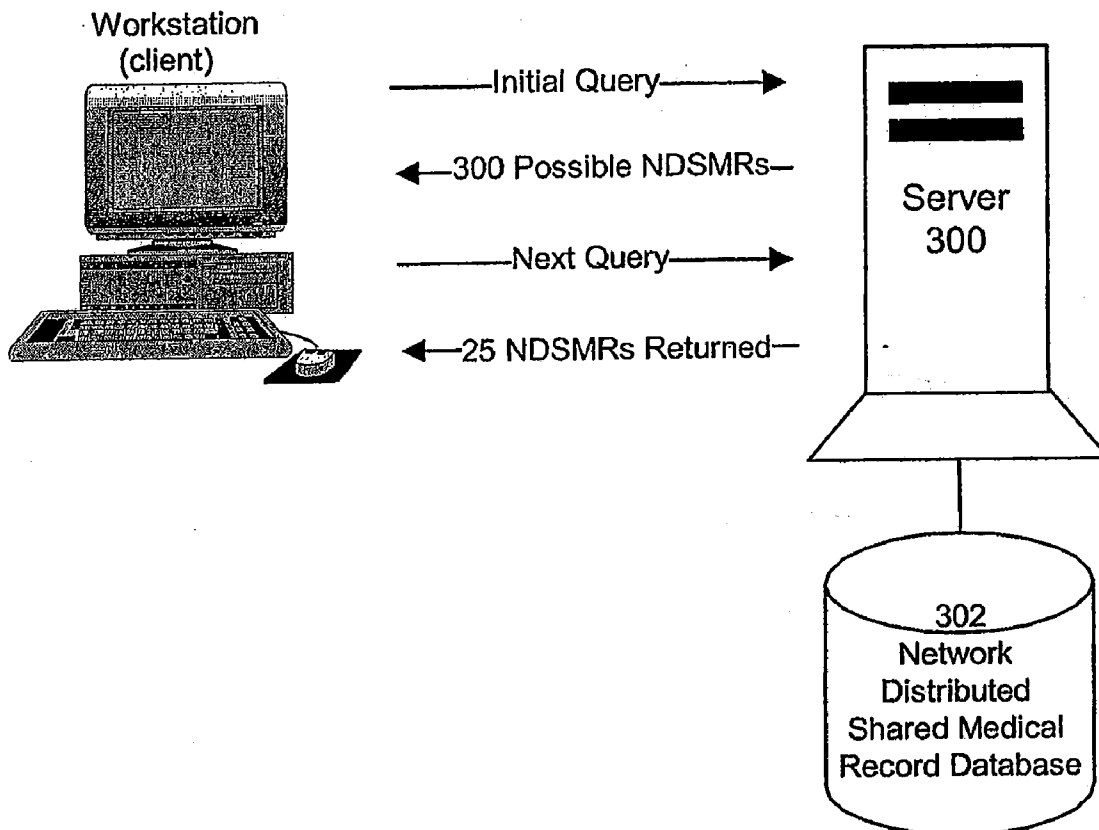 Workstation
(client)
Initial Query
300 Possible NDSMRs
Next Query
25 NDSMRs Returned
Server
300
302
Network
Distributed
Shared Medical
Record Database